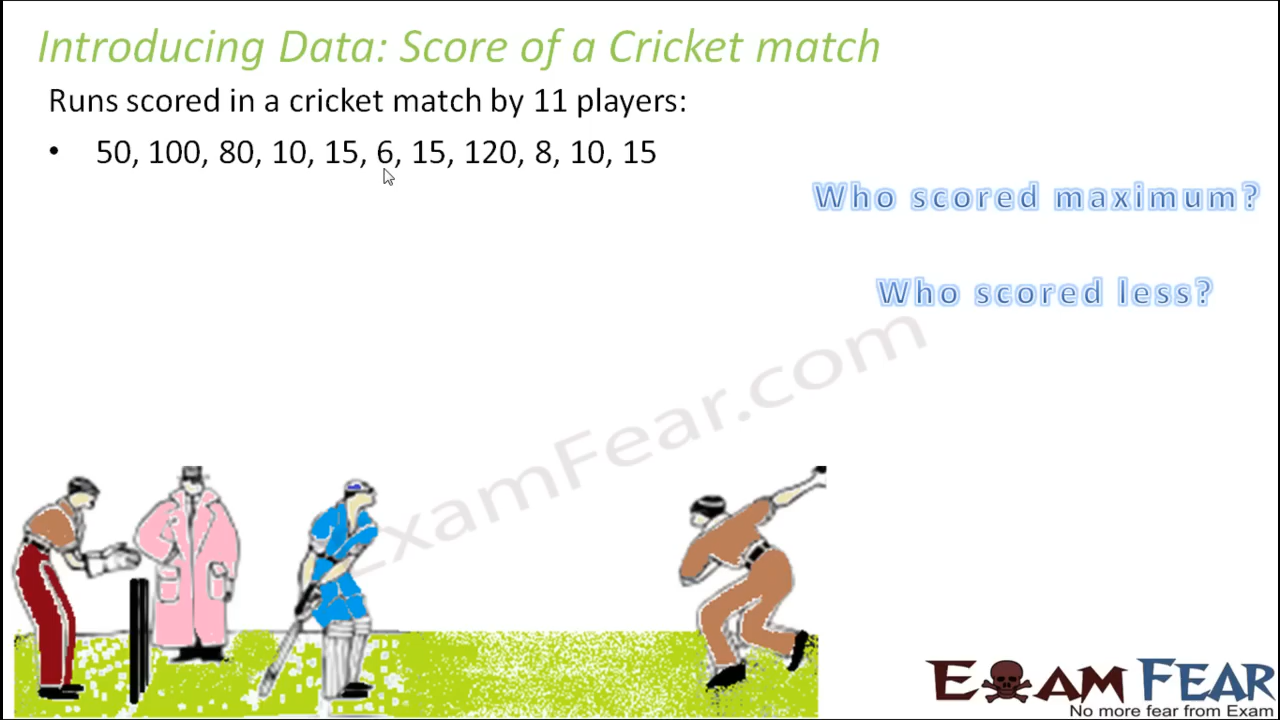 Introducing Data: Score of a Cricket match
Runs scored in a cricket match by 11 players:
• 50, 100, 80, 10, 15, 6, 15, 120, 8, 10, 15
Who scored maximum?
Who scored less?
ExamFear.com
EXAM FEAR
No more fear from Exam